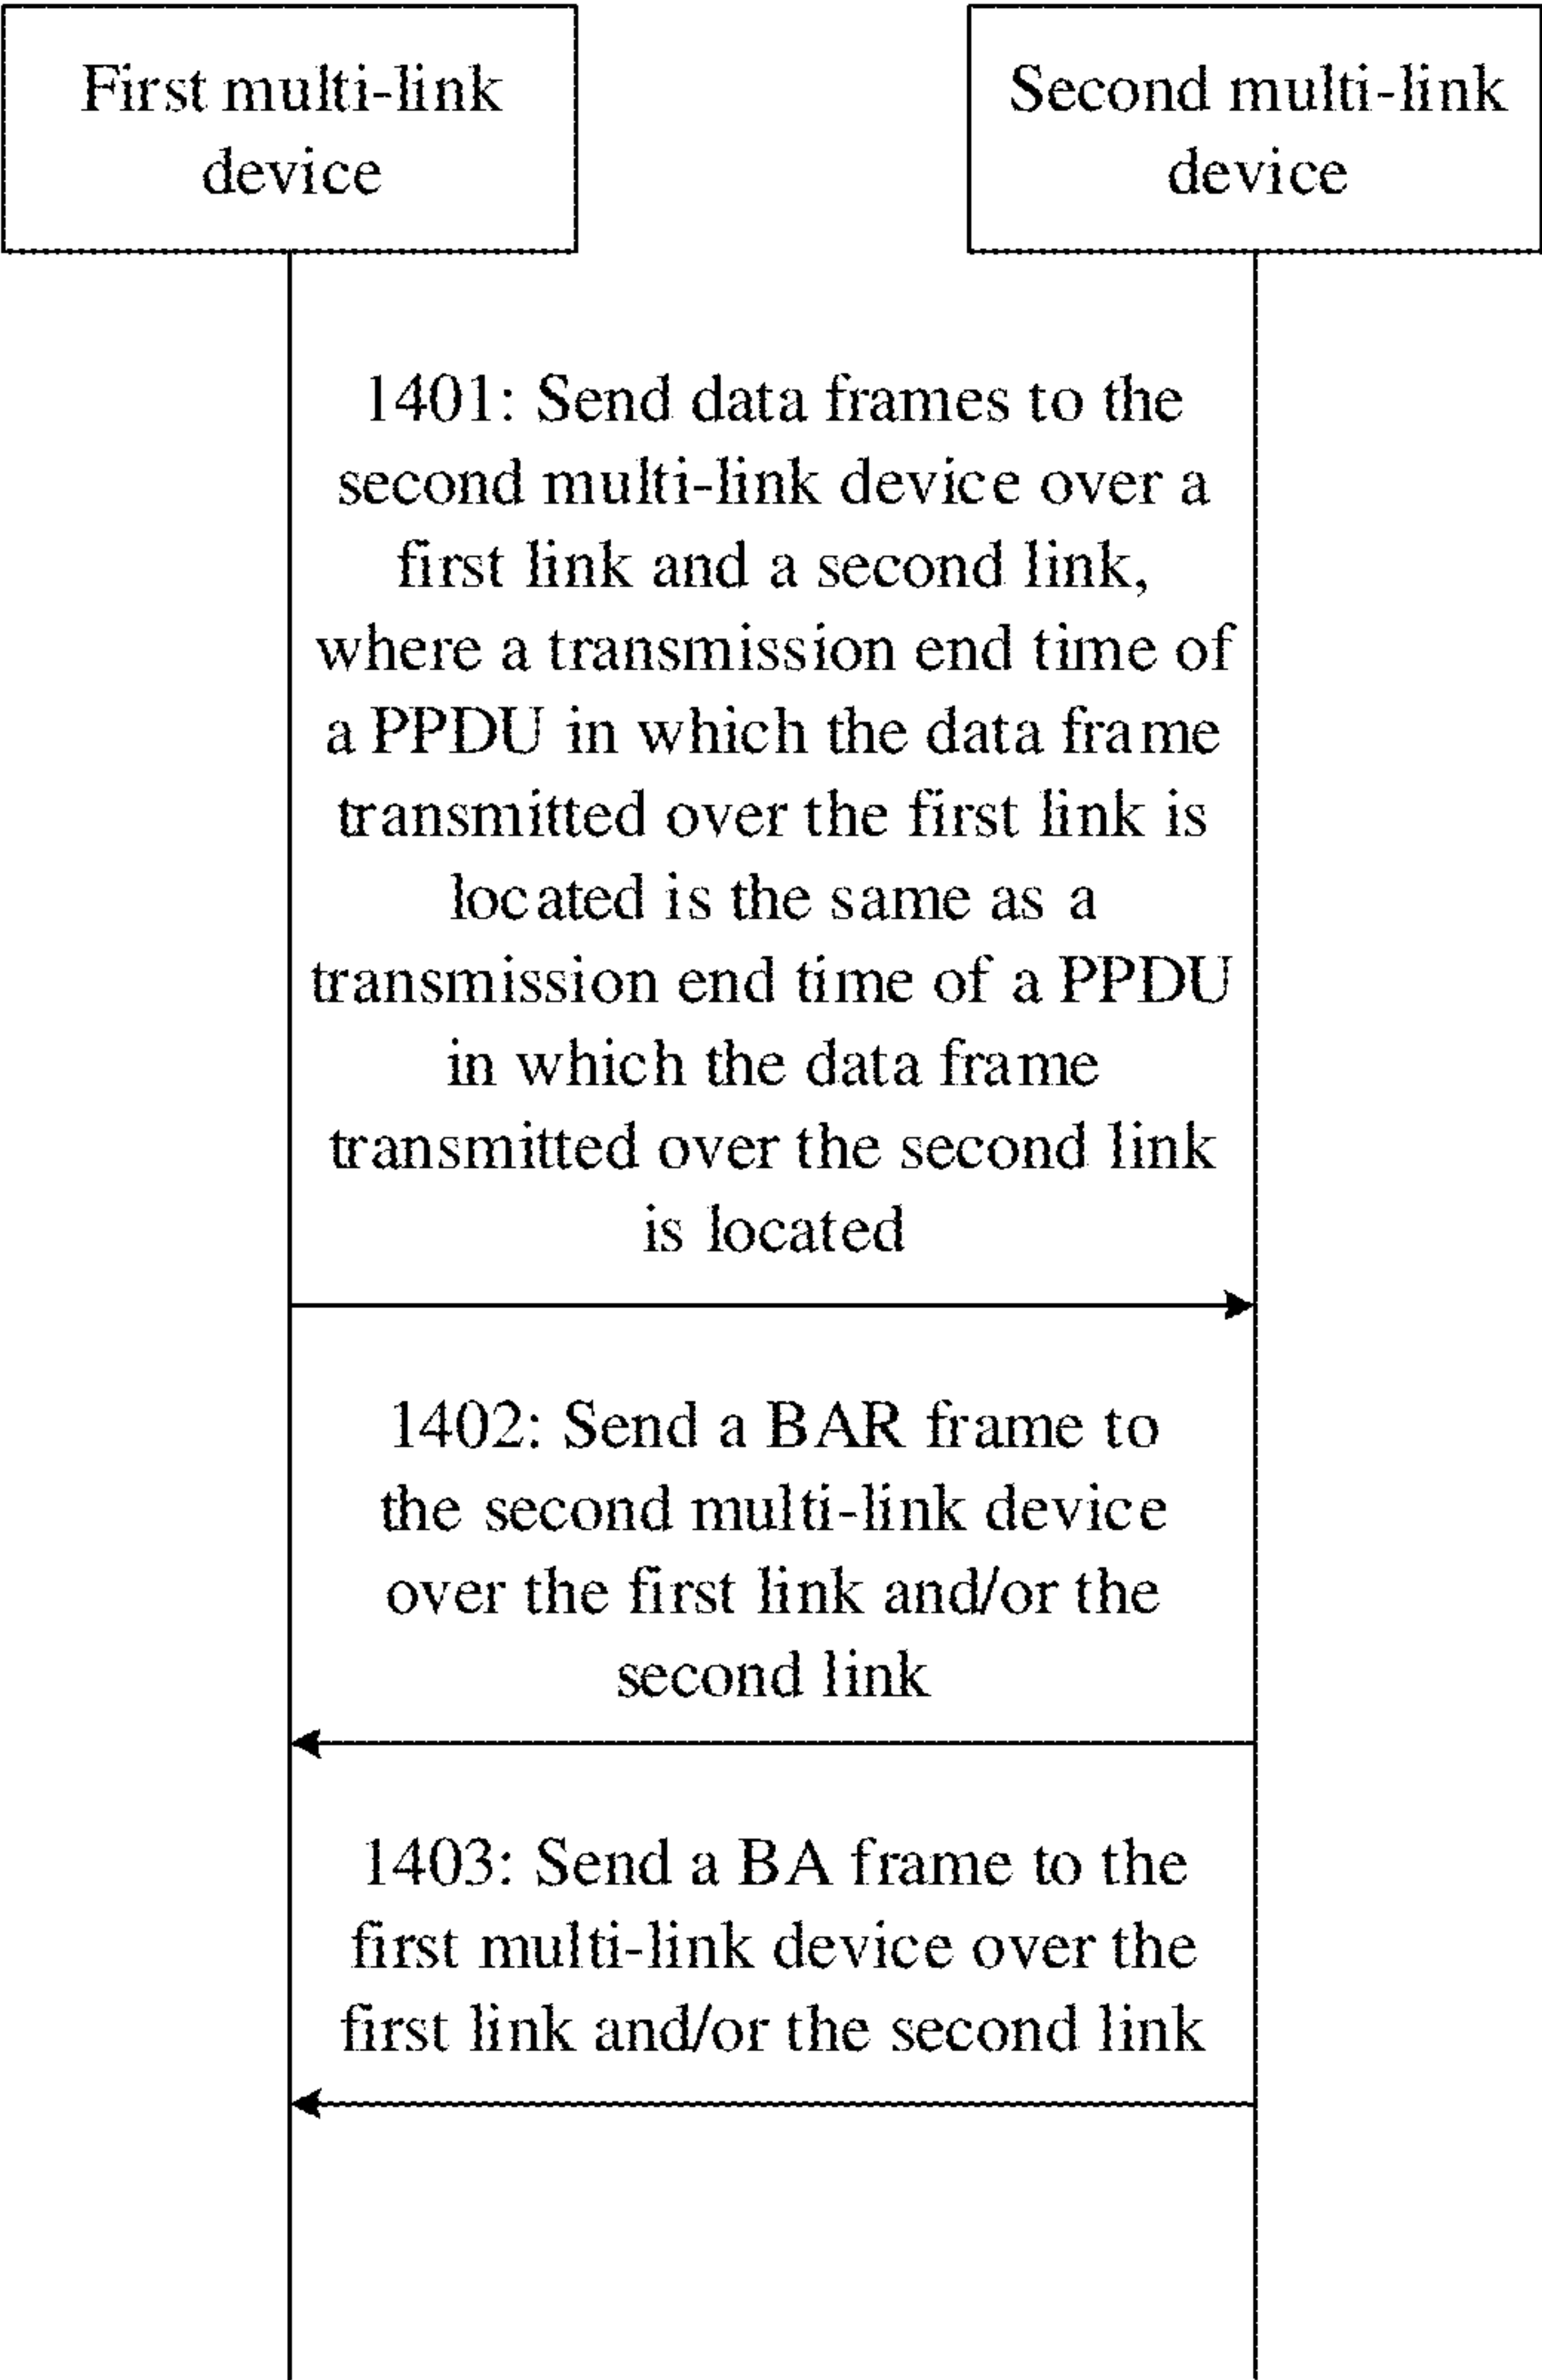 First multi-link
device
Second multi-link
device
1401: Send data frames to the
second multi-link device over a
first link and a second link,
where a transmission end time of
a PPDU in which the data frame
transmitted over the first link is
located is the same as a
transmission end time of a PPDU
in which the data frame
transmitted over the second link
is located
1402: Send a BAR frame to
the second multi-link device
over the first link and/or the
second link
1403: Send a BA frame to the
first multi-link device over the
first link and/or the second link